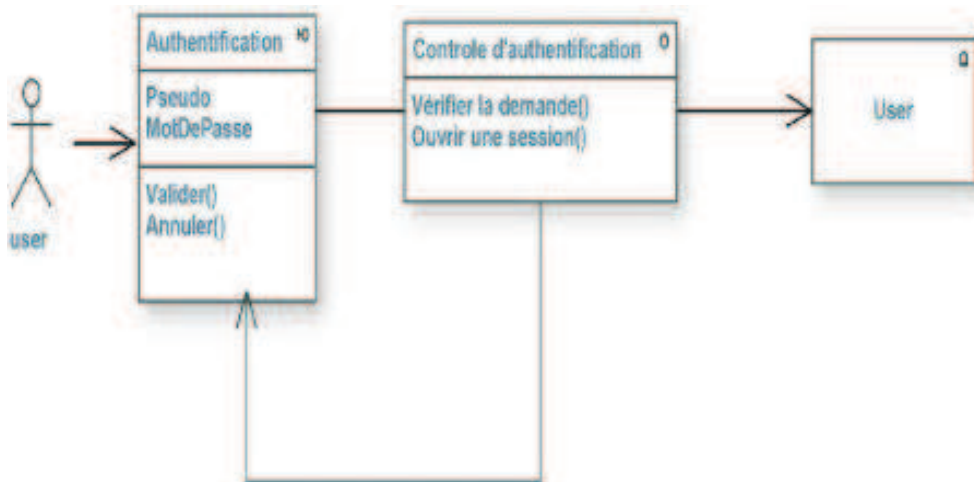 Authentification
Pseudo
MotDePasse
Valider()
Annuler()
user
Controle d'authentification
Vérifier la demande()
Ouvrir une session()
User